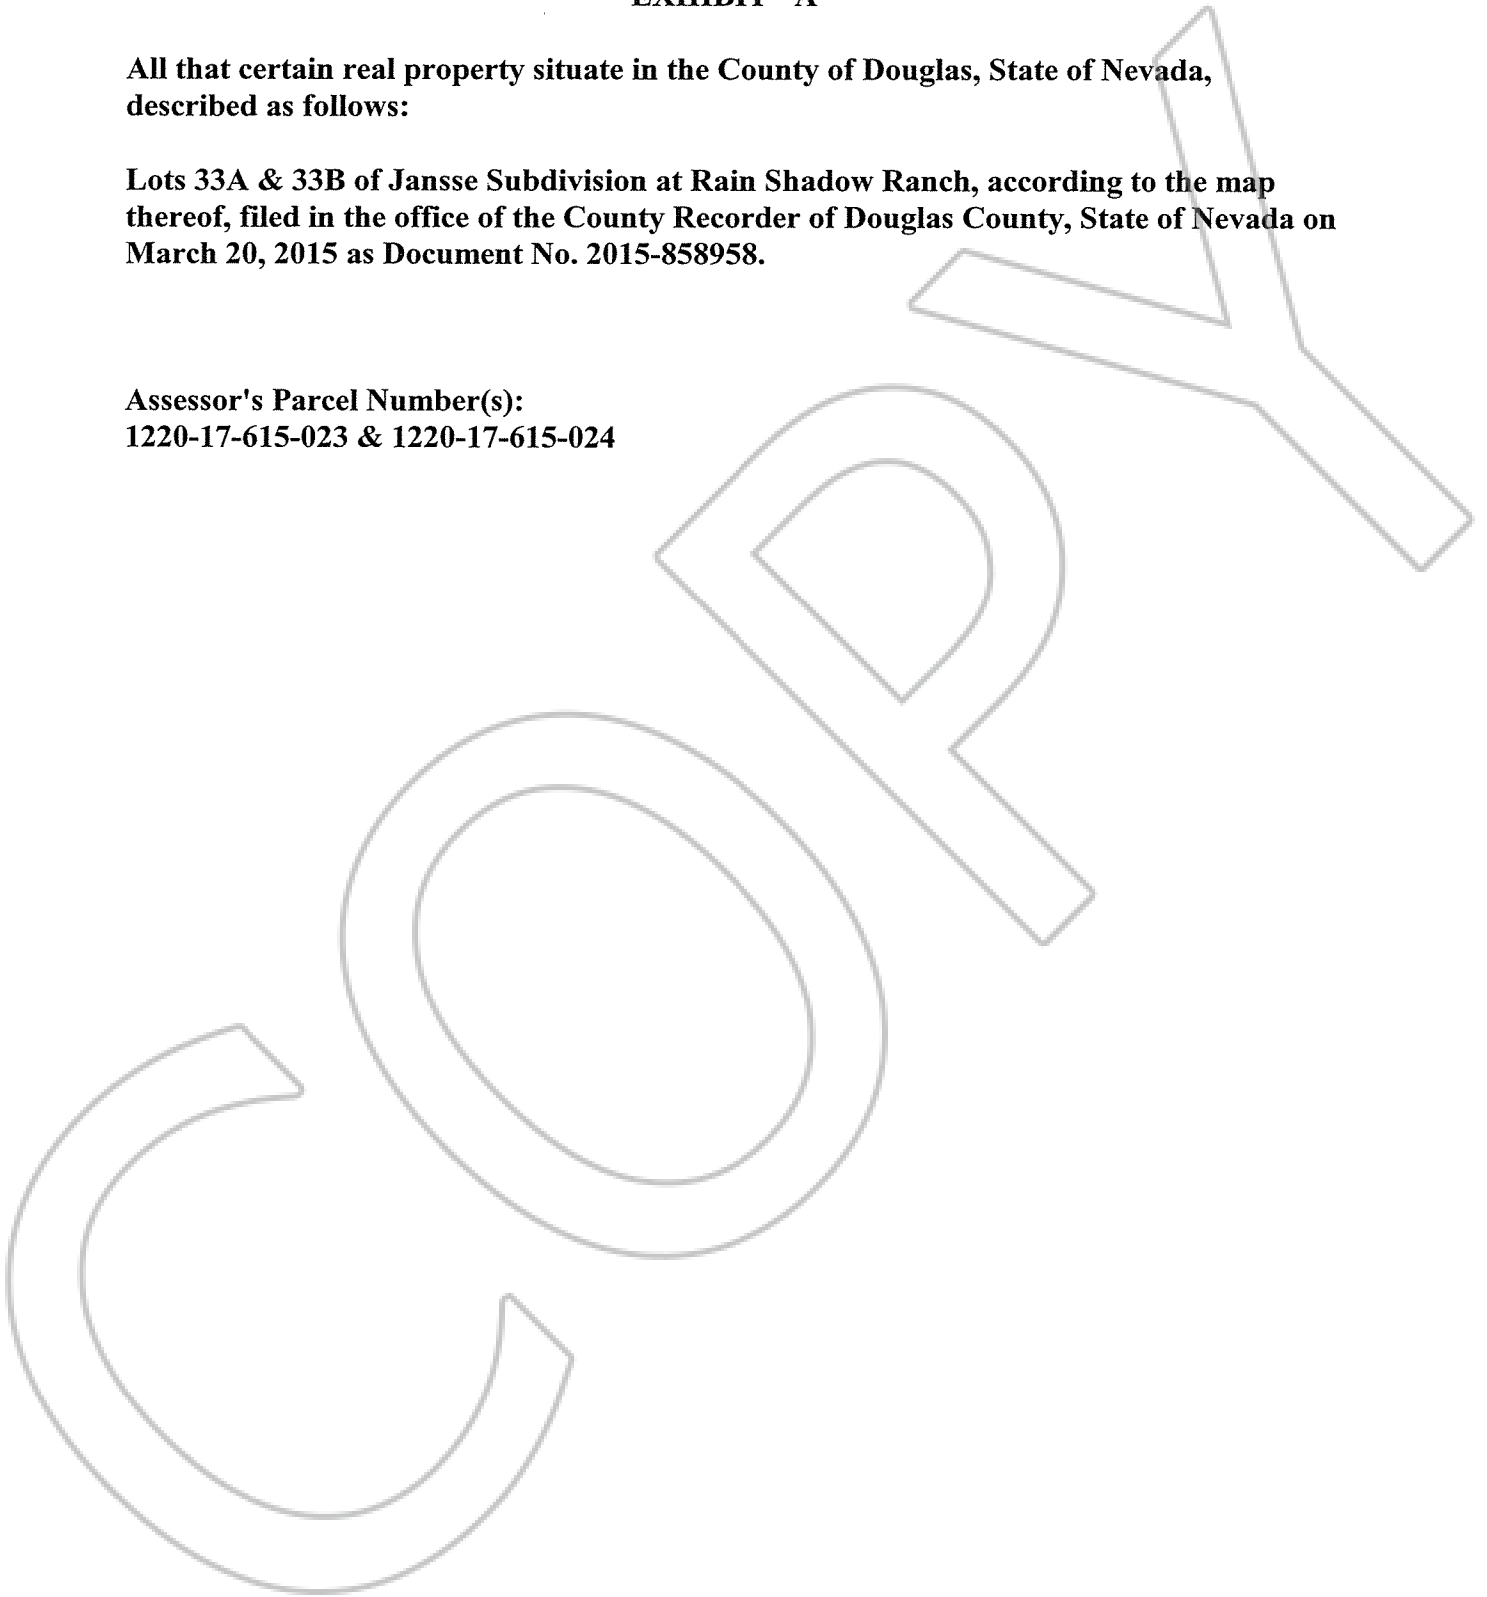 EXHIBIT "A"
All that certain real property situate in the County of Douglas, State of Nevada,
described as follows:
Lots 33A & 33B of Jansse Subdivision at Rain Shadow Ranch, according to the map
thereof, filed in the office of the County Recorder of Douglas County, State of Nevada on
March 20, 2015 as Document No. 2015-858958.
Assessor's Parcel Number(s):
1220-17-615-023 & 1220-17-615-024
COPY